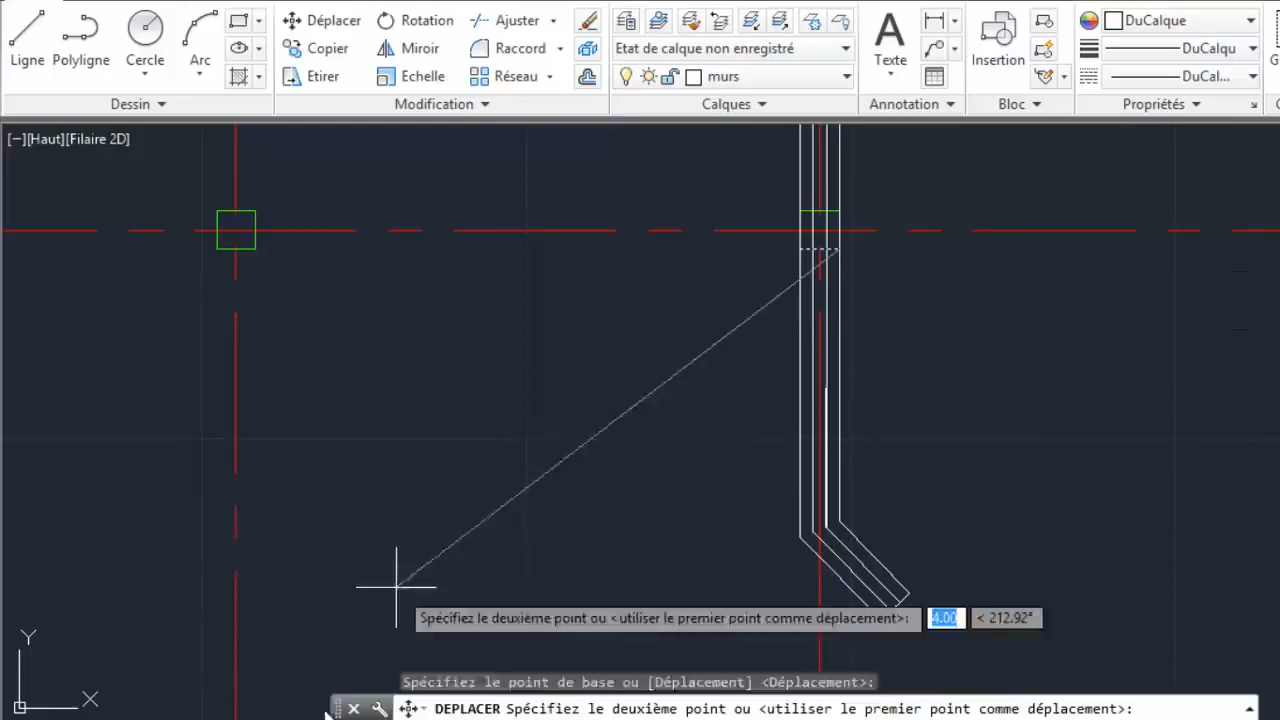 Déplacer Rotation Ajuster
Etat de calque non enregistré
DuCalque
Ligne Polyligne Cercle Arc
Copier Miroir Raccord
Texte
Insertion
DuCalqu
Etirer Echelle Réseau
murs
DuCal...
Dessin Modification Calques Annotation Bloc Propriétés
[−][Haut][Filaire 2D]
Spécifiez le deuxième point ou <utiliser le premier point comme déplacement>: 4.00 < 212.92°
Y
X
Spécifiez le point de base ou [Déplacement] <Déplacement>:
DEPLACER Spécifiez le deuxième point ou <utiliser le premier point comme déplacement>: